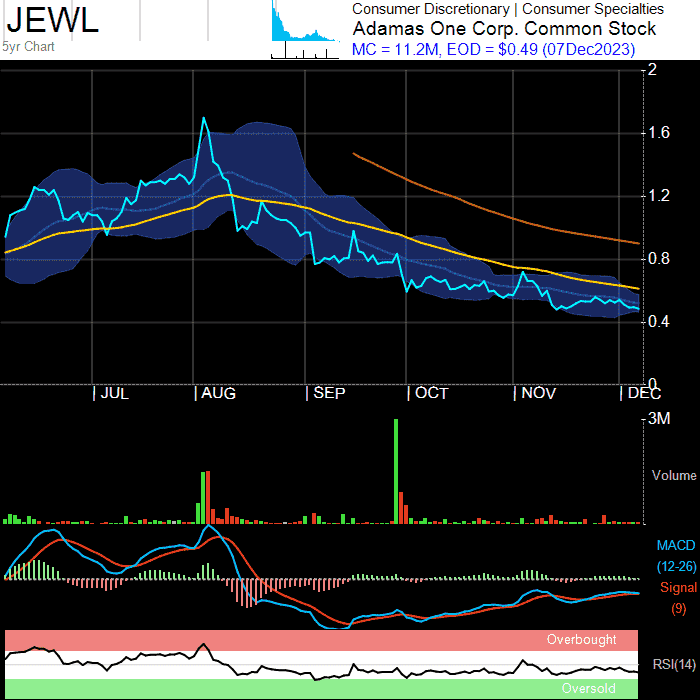 JEWL
5yr Chart
Consumer Discretionary | Consumer Specialties
Adamas One Corp. Common Stock
MC = 11.2M, EOD = $0.49 (07Dec2023)
2
1.6
1.2
0.8
0.4
0
JUL AUG SEP OCT NOV DEC
3M
Volume
MACD
(12-26)
Signal
(9)
Overbought
RSI(14)
Oversold